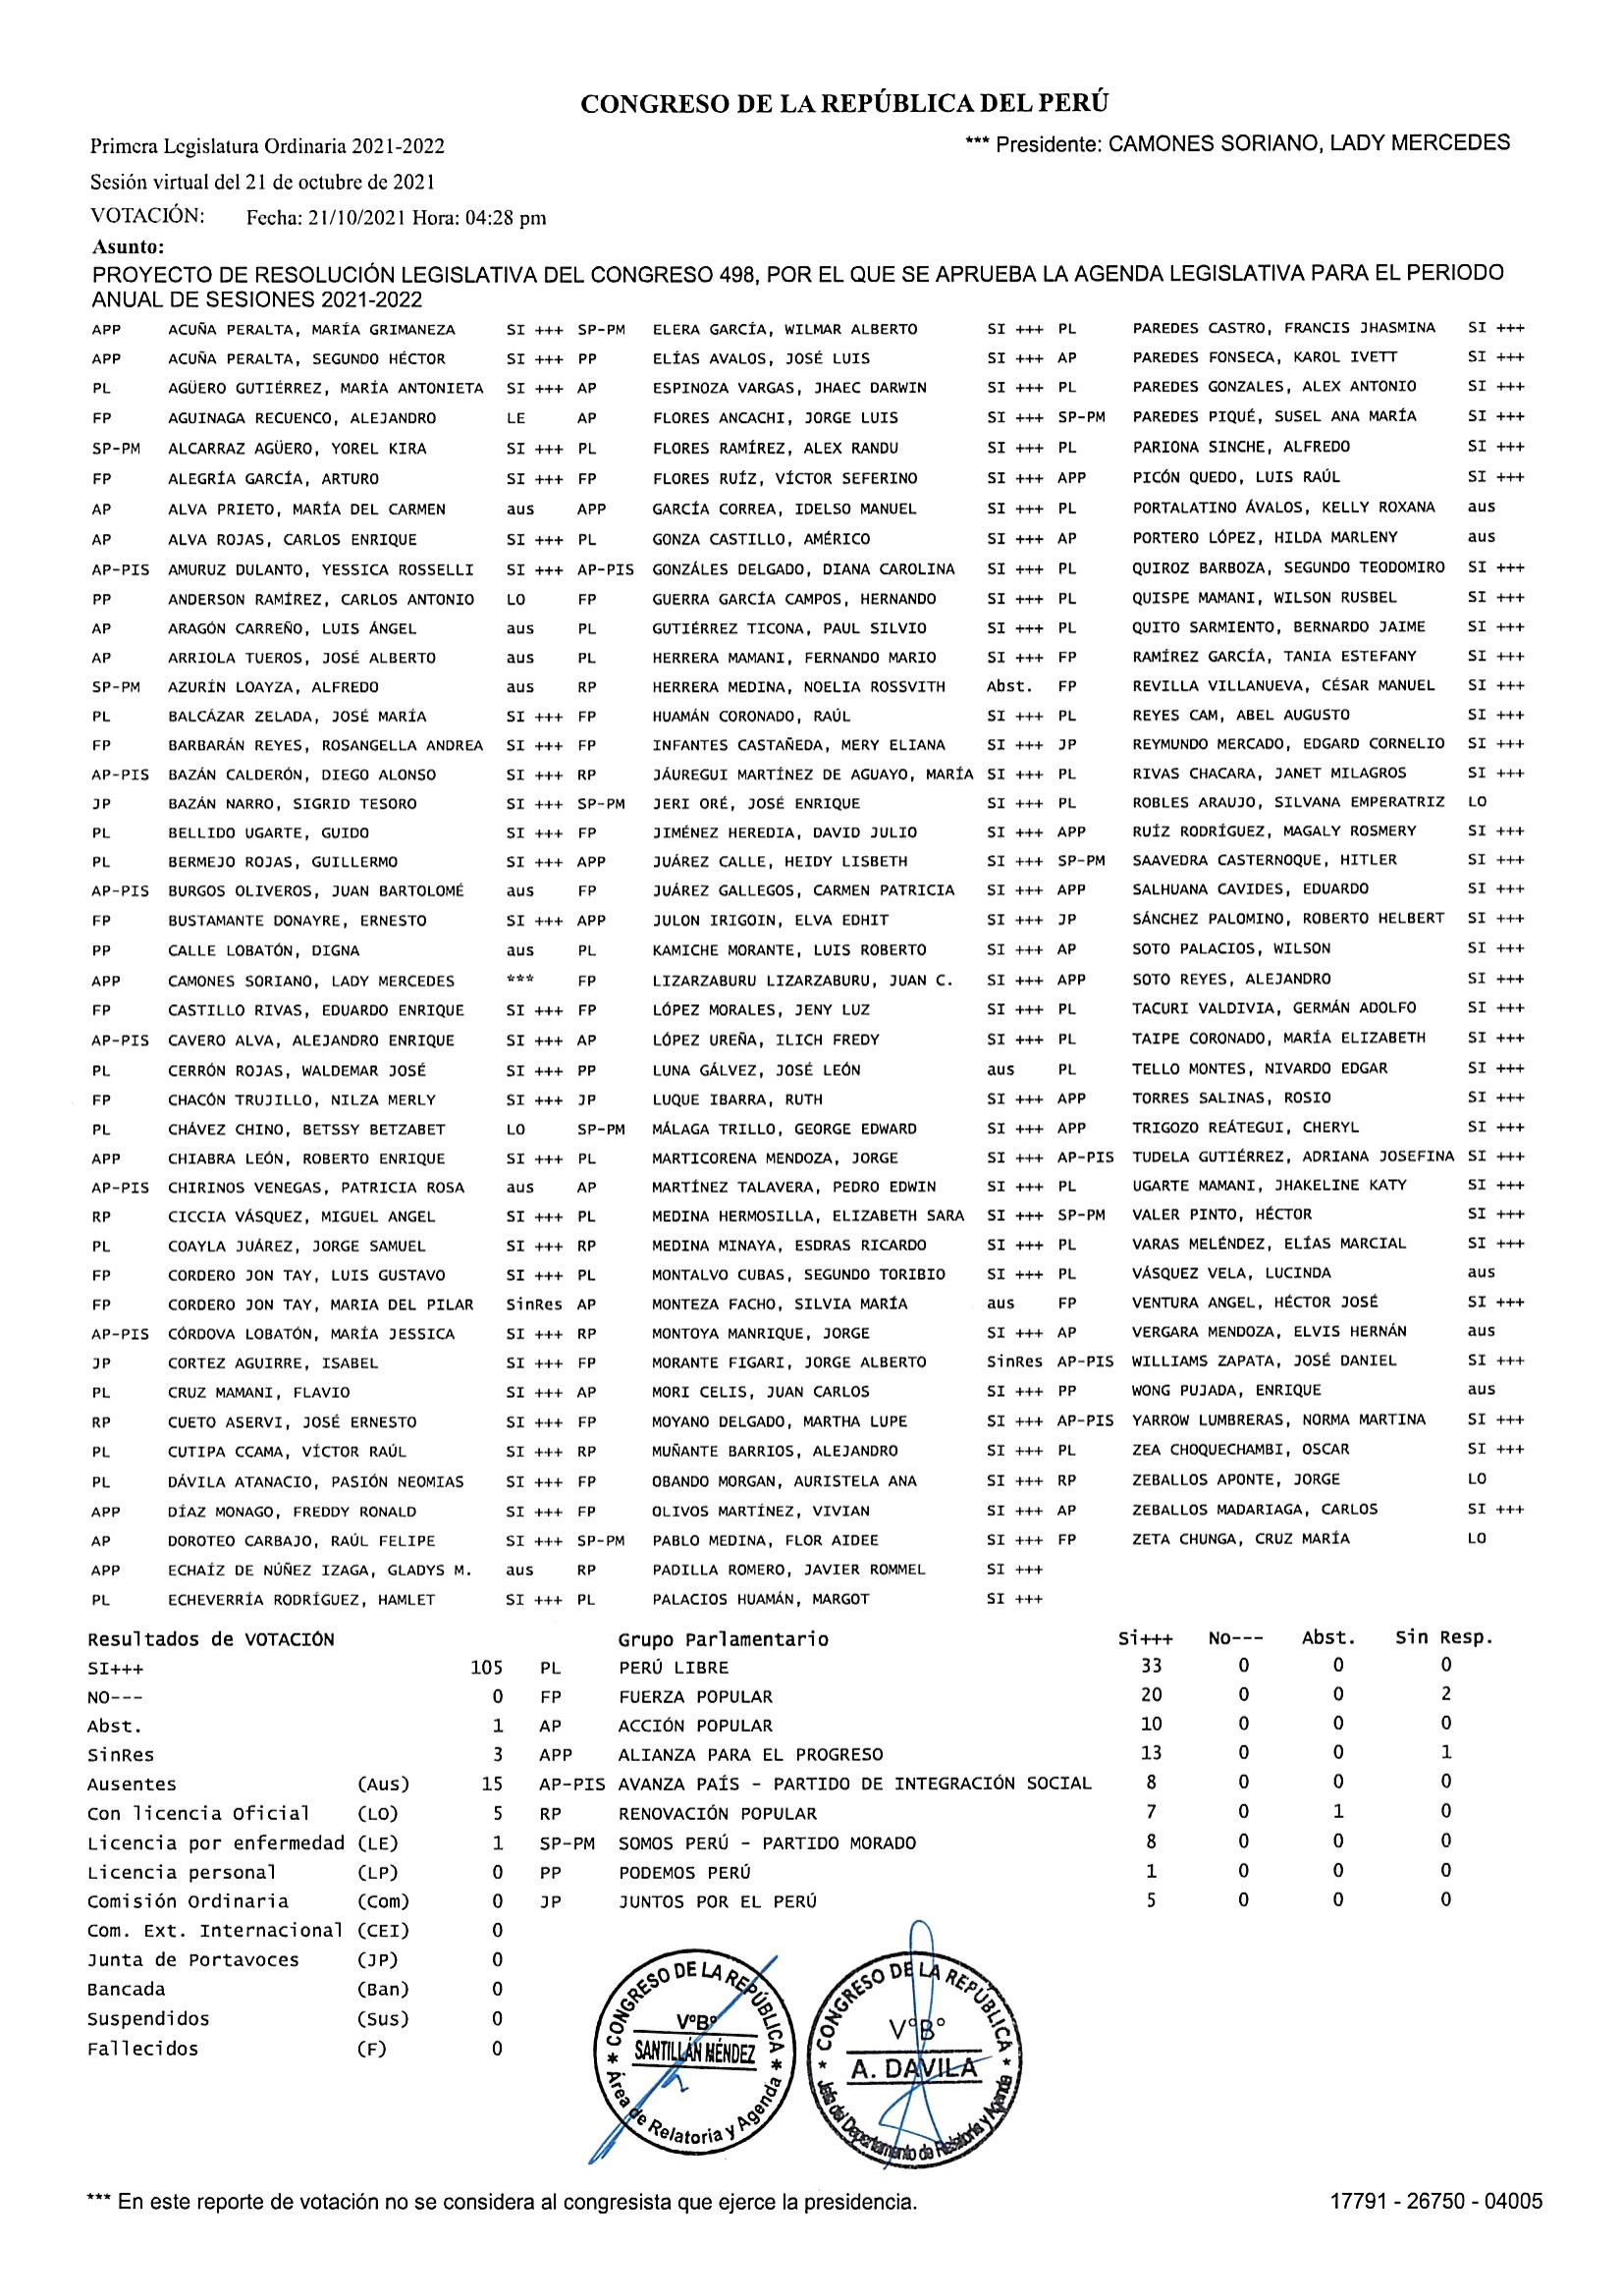 CONGRESO DE LA REPÚBLICA DEL PERÚ
Primera Legislatura Ordinaria 2021-2022 *** Presidente: CAMONES SORIANO, LADY MERCEDES
Sesión virtual del 21 de octubre de 2021
VOTACIÓN: Fecha: 21/10/2021 Hora: 04:28 pm
Asunto:
PROYECTO DE RESOLUCIÓN LEGISLATIVA DEL CONGRESO 498, POR EL QUE SE APRUEBA LA AGENDA LEGISLATIVA PARA EL PERIODO
ANUAL DE SESIONES 2021-2022
APP ACUÑA PERALTA, MARÍA GRIMANEZA SI +++ SP-PM ELERA GARCÍA, WILMAR ALBERTO SI +++ PL PAREDES CASTRO, FRANCIS JHASMINA SI +++
APP ACUÑA PERALTA, SEGUNDO HÉCTOR SI +++ PP ELÍAS AVALOS, JOSÉ LUIS SI +++ AP PAREDES FONSECA, KAROL IVETT SI +++
PL AGÜERO GUTIÉRREZ, MARÍA ANTONIETA SI +++ AP ESPINOZA VARGAS, JHAEC DARWIN SI +++ PL PAREDES GONZALES, ALEX ANTONIO SI +++
FP AGUINAGA RECUENCO, ALEJANDRO LE AP FLORES ANCACHI, JORGE LUIS SI +++ SP-PM PAREDES PIQUÉ, SUSEL ANA MARÍA SI +++
SP-PM ALCARRAZ AGÜERO, YOREL KIRA SI +++ PL FLORES RAMÍREZ, ALEX RANDU SI +++ PL PARIONA SINCHE, ALFREDO SI +++
FP ALEGRÍA GARCÍA, ARTURO SI +++ FP FLORES RUÍZ, VÍCTOR SEFERINO SI +++ APP PICÓN QUEDO, LUIS RAÚL SI +++
AP ALVA PRIETO, MARÍA DEL CARMEN aus APP GARCÍA CORREA, IDELSO MANUEL SI +++ PL PORTALATINO ÁVALOS, KELLY ROXANA aus
AP ALVA ROJAS, CARLOS ENRIQUE SI +++ PL GONZA CASTILLO, AMÉRICO SI +++ AP PORTERO LÓPEZ, HILDA MARLENY aus
AP-PIS AMURUZ DULANTO, YESSICA ROSSELLI SI +++ AP-PIS GONZÁLES DELGADO, DIANA CAROLINA SI +++ PL QUIROZ BARBOZA, SEGUNDO TEODOMIRO SI +++
PP ANDERSON RAMÍREZ, CARLOS ANTONIO LO FP GUERRA GARCÍA CAMPOS, HERNANDO SI +++ PL QUISPE MAMANI, WILSON RUSBEL SI +++
AP ARAGÓN CARREÑO, LUIS ÁNGEL aus PL GUTIÉRREZ TICONA, PAUL SILVIO SI +++ PL QUITO SARMIENTO, BERNARDO JAIME SI +++
AP ARRIOLA TUEROS, JOSÉ ALBERTO aus PL HERRERA MAMANI, FERNANDO MARIO SI +++ FP RAMÍREZ GARCÍA, TANIA ESTEFANY SI +++
SP-PM AZURÍN LOAYZA, ALFREDO aus RP HERRERA MEDINA, NOELIA ROSSVITH Abst. FP REVILLA VILLANUEVA, CÉSAR MANUEL SI +++
PL BALCÁZAR ZELADA, JOSÉ MARÍA SI +++ FP HUAMÁN CORONADO, RAÚL SI +++ PL REYES CAM, ABEL AUGUSTO SI +++
FP BARBARÁN REYES, ROSANGELLA ANDREA SI +++ FP INFANTES CASTAÑEDA, MERY ELIANA SI +++ JP REYMUNDO MERCADO, EDGARD CORNELIO SI +++
AP-PIS BAZÁN CALDERÓN, DIEGO ALONSO SI +++ RP JÁUREGUI MARTÍNEZ DE AGUAYO, MARÍA SI +++ PL RIVAS CHACARA, JANET MILAGROS SI +++
JP BAZÁN NARRO, SIGRID TESORO SI +++ SP-PM JERI ORÉ, JOSÉ ENRIQUE SI +++ PL ROBLES ARAUJO, SILVANA EMPERATRIZ LO
PL BELLIDO UGARTE, GUIDO SI +++ FP JIMÉNEZ HEREDIA, DAVID JULIO SI +++ APP RUÍZ RODRÍGUEZ, MAGALY ROSMERY SI +++
PL BERMEJO ROJAS, GUILLERMO SI +++ APP JUÁREZ CALLE, HEIDY LISBETH SI +++ SP-PM SAAVEDRA CASTERNOQUE, HITLER SI +++
AP-PIS BURGOS OLIVEROS, JUAN BARTOLOMÉ aus FP JUÁREZ GALLEGOS, CARMEN PATRICIA SI +++ APP SALHUANA CAVIDES, EDUARDO SI +++
FP BUSTAMANTE DONAYRE, ERNESTO SI +++ APP JULON IRIGOIN, ELVA EDHIT SI +++ JP SÁNCHEZ PALOMINO, ROBERTO HELBERT SI +++
PP CALLE LOBATÓN, DIGNA aus PL KAMICHE MORANTE, LUIS ROBERTO SI +++ AP SOTO PALACIOS, WILSON SI +++
APP CAMONES SORIANO, LADY MERCEDES *** FP LIZARZABURU LIZARZABURU, JUAN C. SI +++ APP SOTO REYES, ALEJANDRO SI +++
FP CASTILLO RIVAS, EDUARDO ENRIQUE SI +++ FP LÓPEZ MORALES, JENY LUZ SI +++ PL TACURI VALDIVIA, GERMÁN ADOLFO SI +++
AP-PIS CAVERO ALVA, ALEJANDRO ENRIQUE SI +++ AP LÓPEZ UREÑA, ILICH FREDY SI +++ PL TAIPE CORONADO, MARÍA ELIZABETH SI +++
PL CERRÓN ROJAS, WALDEMAR JOSÉ SI +++ PP LUNA GÁLVEZ, JOSÉ LEÓN aus PL TELLO MONTES, NIVARDO EDGAR SI +++
FP CHACÓN TRUJILLO, NILZA MERLY SI +++ JP LUQUE IBARRA, RUTH SI +++ APP TORRES SALINAS, ROSIO SI +++
PL CHÁVEZ CHINO, BETSSY BETZABET LO SP-PM MÁLAGA TRILLO, GEORGE EDWARD SI +++ APP TRIGOZO REÁTEGUI, CHERYL SI +++
APP CHIABRA LEÓN, ROBERTO ENRIQUE SI +++ PL MARTICORENA MENDOZA, JORGE SI +++ AP-PIS TUDELA GUTIÉRREZ, ADRIANA JOSEFINA SI +++
AP-PIS CHIRINOS VENEGAS, PATRICIA ROSA aus AP MARTÍNEZ TALAVERA, PEDRO EDWIN SI +++ PL UGARTE MAMANI, JHAKELINE KATY SI +++
RP CICCIA VÁSQUEZ, MIGUEL ANGEL SI +++ PL MEDINA HERMOSILLA, ELIZABETH SARA SI +++ SP-PM VALER PINTO, HÉCTOR SI +++
PL COAYLA JUÁREZ, JORGE SAMUEL SI +++ RP MEDINA MINAYA, ESDRAS RICARDO SI +++ PL VARAS MELÉNDEZ, ELÍAS MARCIAL SI +++
FP CORDERO JON TAY, LUIS GUSTAVO SI +++ PL MONTALVO CUBAS, SEGUNDO TORIBIO SI +++ PL VÁSQUEZ VELA, LUCINDA aus
FP CORDERO JON TAY, MARIA DEL PILAR SinRes AP MONTEZA FACHO, SILVIA MARÍA aus FP VENTURA ANGEL, HÉCTOR JOSÉ SI +++
AP-PIS CÓRDOVA LOBATÓN, MARÍA JESSICA SI +++ RP MONTOYA MANRIQUE, JORGE SI +++ AP VERGARA MENDOZA, ELVIS HERNÁN aus
JP CORTEZ AGUIRRE, ISABEL SI +++ FP MORANTE FIGARI, JORGE ALBERTO SinRes AP-PIS WILLIAMS ZAPATA, JOSÉ DANIEL SI +++
PL CRUZ MAMANI, FLAVIO SI +++ AP MORI CELIS, JUAN CARLOS SI +++ PP WONG PUJADA, ENRIQUE aus
RP CUETO ASERVI, JOSÉ ERNESTO SI +++ FP MOYANO DELGADO, MARTHA LUPE SI +++ AP-PIS YARROW LUMBRERAS, NORMA MARTINA SI +++
PL CUTIPA CCAMA, VÍCTOR RAÚL SI +++ RP MUÑANTE BARRIOS, ALEJANDRO SI +++ PL ZEA CHOQUECHAMBI, OSCAR SI +++
PL DÁVILA ATANACIO, PASIÓN NEOMIAS SI +++ FP OBANDO MORGAN, AURISTELA ANA SI +++ RP ZEBALLOS APONTE, JORGE LO
APP DÍAZ MONAGO, FREDDY RONALD SI +++ FP OLIVOS MARTÍNEZ, VIVIAN SI +++ AP ZEBALLOS MADARIAGA, CARLOS SI +++
AP DOROTEO CARBAJO, RAÚL FELIPE SI +++ SP-PM PABLO MEDINA, FLOR AIDEE SI +++ FP ZETA CHUNGA, CRUZ MARÍA LO
APP ECHAÍZ DE NÚÑEZ IZAGA, GLADYS M. aus RP PADILLA ROMERO, JAVIER ROMMEL SI +++
PL ECHEVERRÍA RODRÍGUEZ, HAMLET SI +++ PL PALACIOS HUAMÁN, MARGOT SI +++
Resultados de VOTACIÓN Grupo Parlamentario Si+++ No--- Abst. Sin Resp.
SI+++ 105 PL PERÚ LIBRE 33 0 0 0
NO--- 0 FP FUERZA POPULAR 20 0 0 2
Abst. 1 AP ACCIÓN POPULAR 10 0 0 0
SinRes 3 APP ALIANZA PARA EL PROGRESO 13 0 0 1
Ausentes (Aus) 15 AP-PIS AVANZA PAÍS - PARTIDO DE INTEGRACIÓN SOCIAL 8 0 0 0
Con licencia Oficial (LO) 5 RP RENOVACIÓN POPULAR 7 0 1 0
Licencia por enfermedad (LE) 1 SP-PM SOMOS PERÚ - PARTIDO MORADO 8 0 0 0
Licencia personal (LP) 0 PP PODEMOS PERÚ 1 0 0 0
Comisión Ordinaria (Com) 0 JP JUNTOS POR EL PERÚ 5 0 0 0
Com. Ext. Internacional (CEI) 0
Junta de Portavoces (JP) 0
Bancada (Ban) 0
Suspendidos (Sus) 0
Fallecidos (F) 0
* CONGRESO DE LA REPÚBLICA *
V°B°
SANTILLÁN MÉNDEZ
Área de Relatoría y Agenda
* CONGRESO DE LA REPÚBLICA *
V°B°
A. DAVILA
Jefa del Departamento de Relatoría y Agenda
*** En este reporte de votación no se considera al congresista que ejerce la presidencia. 17791 - 26750 - 04005